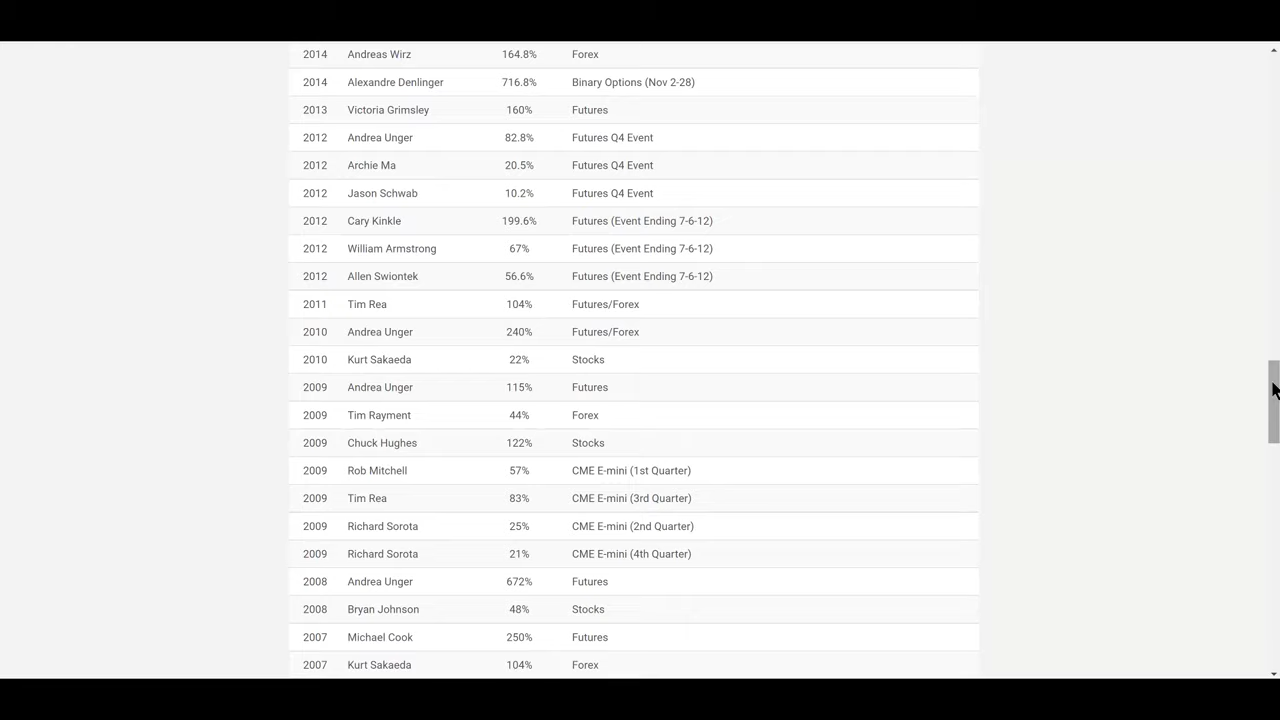 2014 Andreas Wirz 164.8% Forex
2014 Alexandre Denlinger 716.8% Binary Options (Nov 2-28)
2013 Victoria Grimsley 160% Futures
2012 Andrea Unger 82.8% Futures Q4 Event
2012 Archie Ma 20.5% Futures Q4 Event
2012 Jason Schwab 10.2% Futures Q4 Event
2012 Cary Kinkle 199.6% Futures (Event Ending 7-6-12)
2012 William Armstrong 67% Futures (Event Ending 7-6-12)
2012 Allen Swiontek 56.6% Futures (Event Ending 7-6-12)
2011 Tim Rea 104% Futures/Forex
2010 Andrea Unger 240% Futures/Forex
2010 Kurt Sakaeda 22% Stocks
2009 Andrea Unger 115% Futures
2009 Tim Rayment 44% Forex
2009 Chuck Hughes 122% Stocks
2009 Rob Mitchell 57% CME E-mini (1st Quarter)
2009 Tim Rea 83% CME E-mini (3rd Quarter)
2009 Richard Sorota 25% CME E-mini (2nd Quarter)
2009 Richard Sorota 21% CME E-mini (4th Quarter)
2008 Andrea Unger 672% Futures
2008 Bryan Johnson 48% Stocks
2007 Michael Cook 250% Futures
2007 Kurt Sakaeda 104% Forex